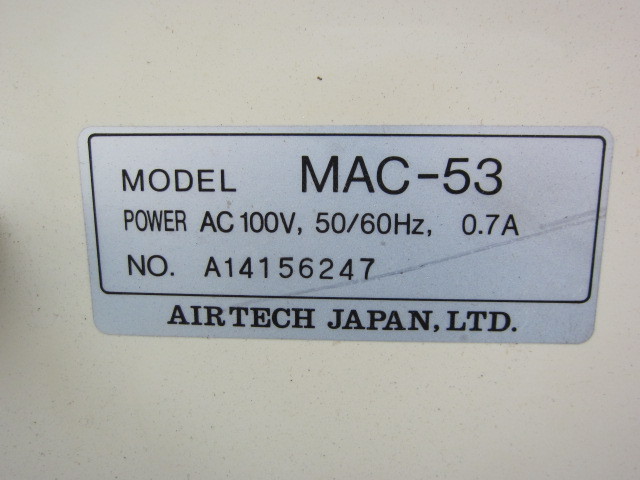 MODEL MAC-53
POWER AC 100V, 50/60Hz, 0.7A
NO. A14156247
AIRTECH JAPAN, LTD.